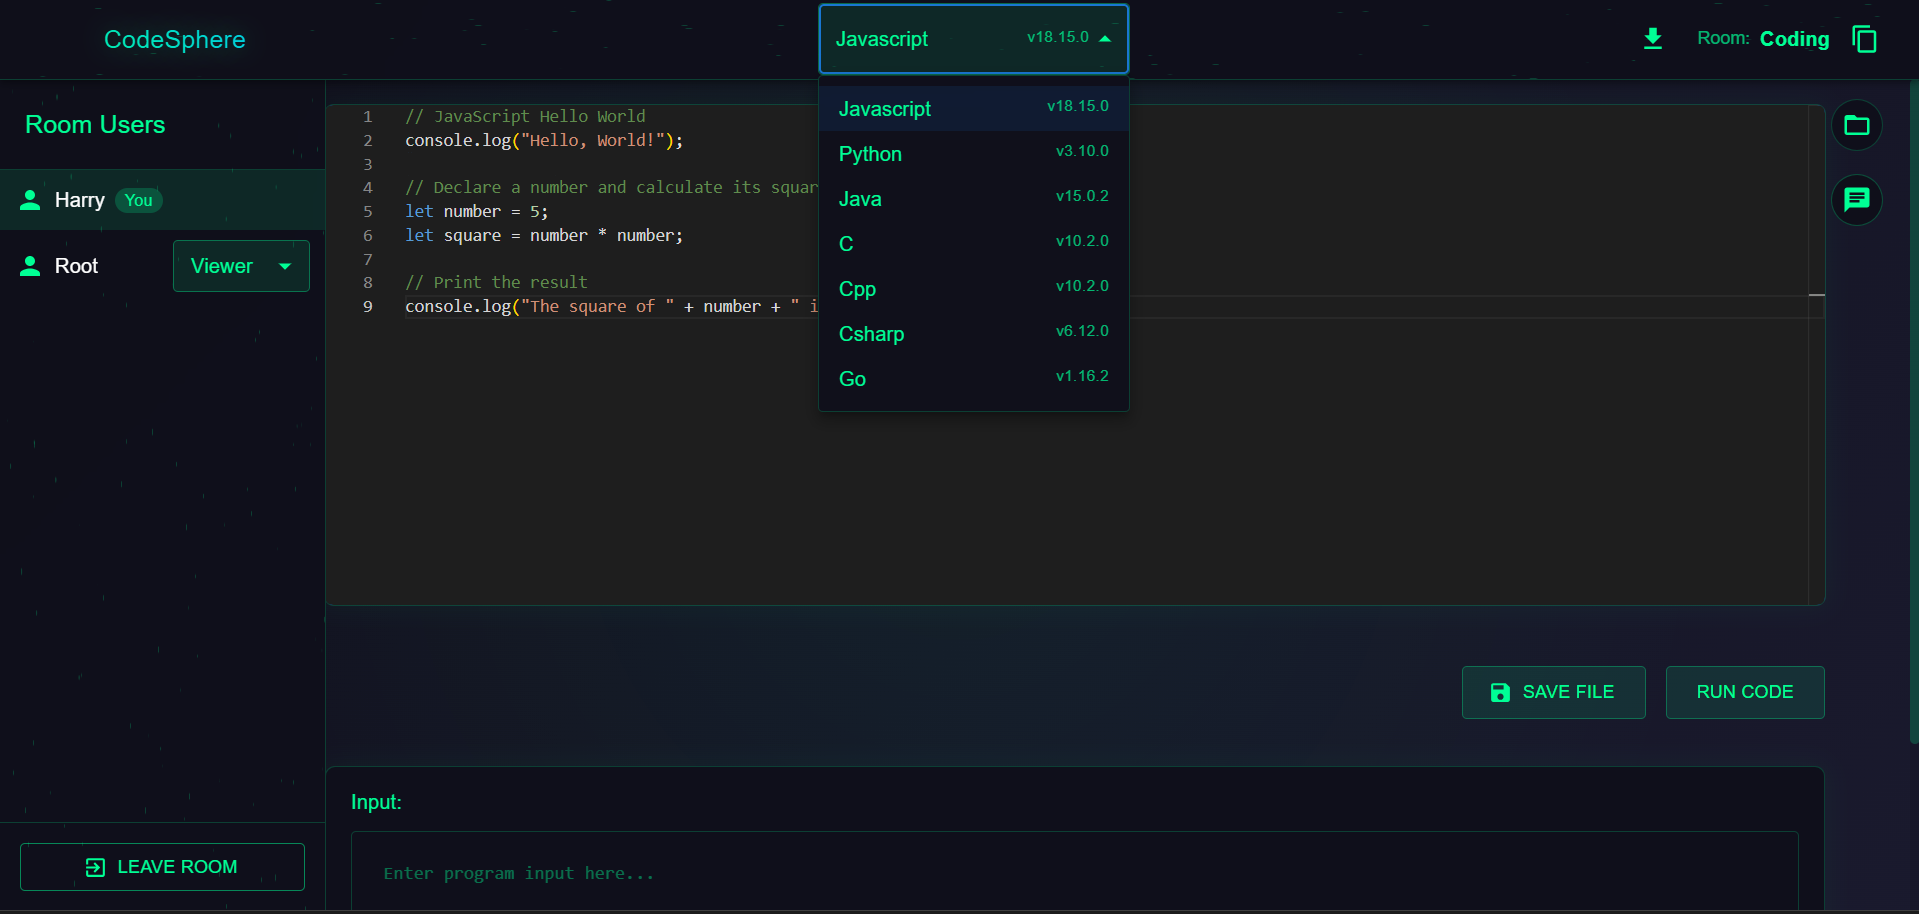 CodeSphere
Javascript v18.15.0
Room: Coding
Room Users
Harry You
Root Viewer
LEAVE ROOM
1 // JavaScript Hello World
2 console.log("Hello, World!");
3
4 // Declare a number and calculate its squar
5 let number = 5;
6 let square = number * number;
7
8 // Print the result
9 console.log("The square of " + number + " i
Javascript v18.15.0
Python v3.10.0
Java v15.0.2
C v10.2.0
Cpp v10.2.0
Csharp v6.12.0
Go v1.16.2
SAVE FILE
RUN CODE
Input:
Enter program input here...